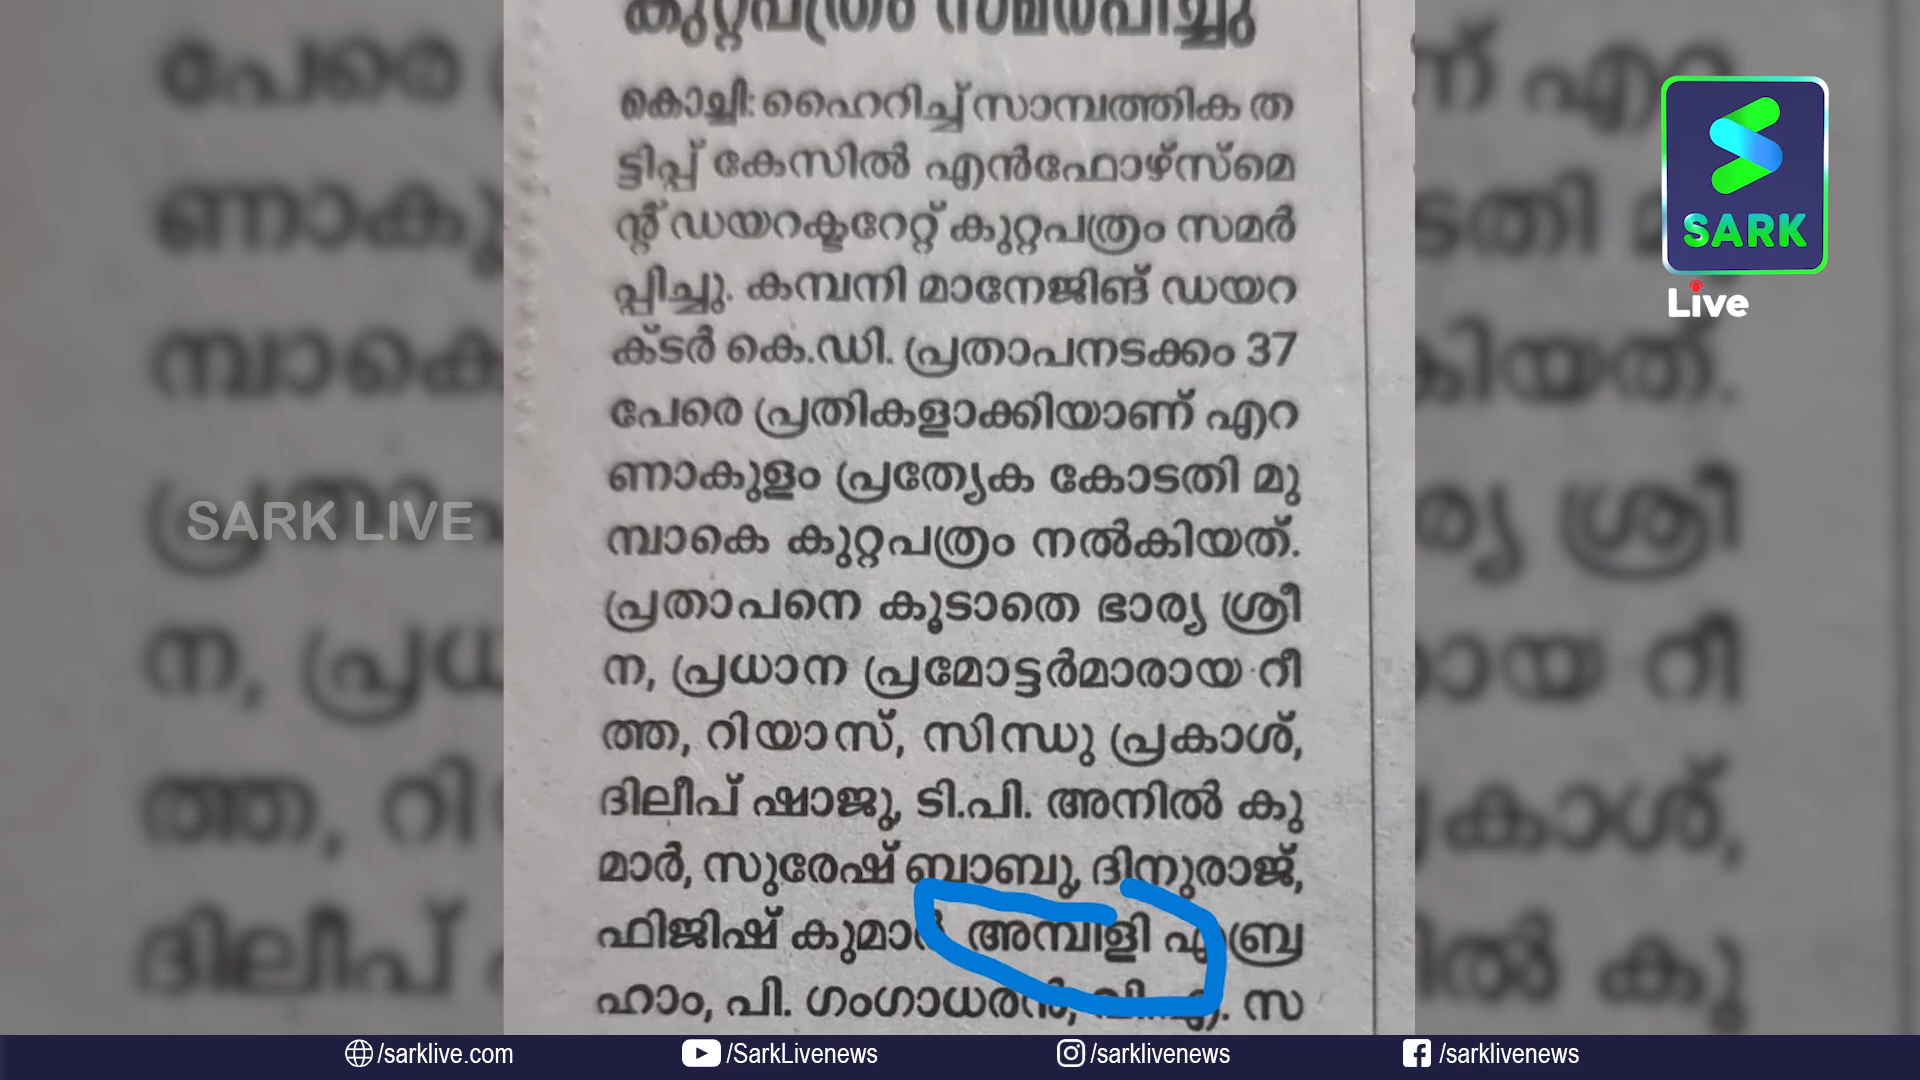 കുറ്റപത്രം സമർപിച്ചു
കൊച്ചി: ഹൈറിച്ച് സാമ്പത്തിക ത
ട്ടിപ്പ് കേസിൽ എൻഫോഴ്സ്മെ
ന്റ് ഡയറക്ടറേറ്റ് കുറ്റപത്രം സമർ
പ്പിച്ചു. കമ്പനി മാനേജിങ് ഡയറ
ക്ടർ കെ.ഡി. പ്രതാപനടക്കം 37
പേരെ പ്രതികളാക്കിയാണ് എറ
ണാകുളം പ്രത്യേക കോടതി മു
മ്പാകെ കുറ്റപത്രം നൽകിയത്.
പ്രതാപനെ കൂടാതെ ഭാര്യ ശ്രീ
ന, പ്രധാന പ്രമോട്ടർമാരായ റീ
ത്ത, റിയാസ്, സിന്ധു പ്രകാശ്,
ദിലീപ് ഷാജു, ടി.പി. അനിൽ കു
മാർ, സുരേഷ് ബാബു, ദിനുരാജ്,
ഫിജിഷ് കുമാർ, അമ്പിളി എബ്ര
ഹാം, പി. ഗംഗാധരൻ, വി.എ. സ
SARK
Live
SARK LIVE
/sarklive.com
/SarkLivenews
/sarklivenews
/sarklivenews